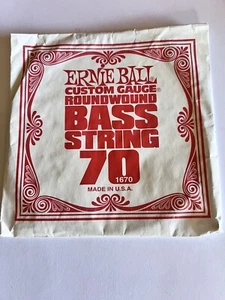 ERNIE BALL
CUSTOM GAUGE®
ROUNDWOUND
BASS
STRING
70
1670
MADE IN U.S.A.